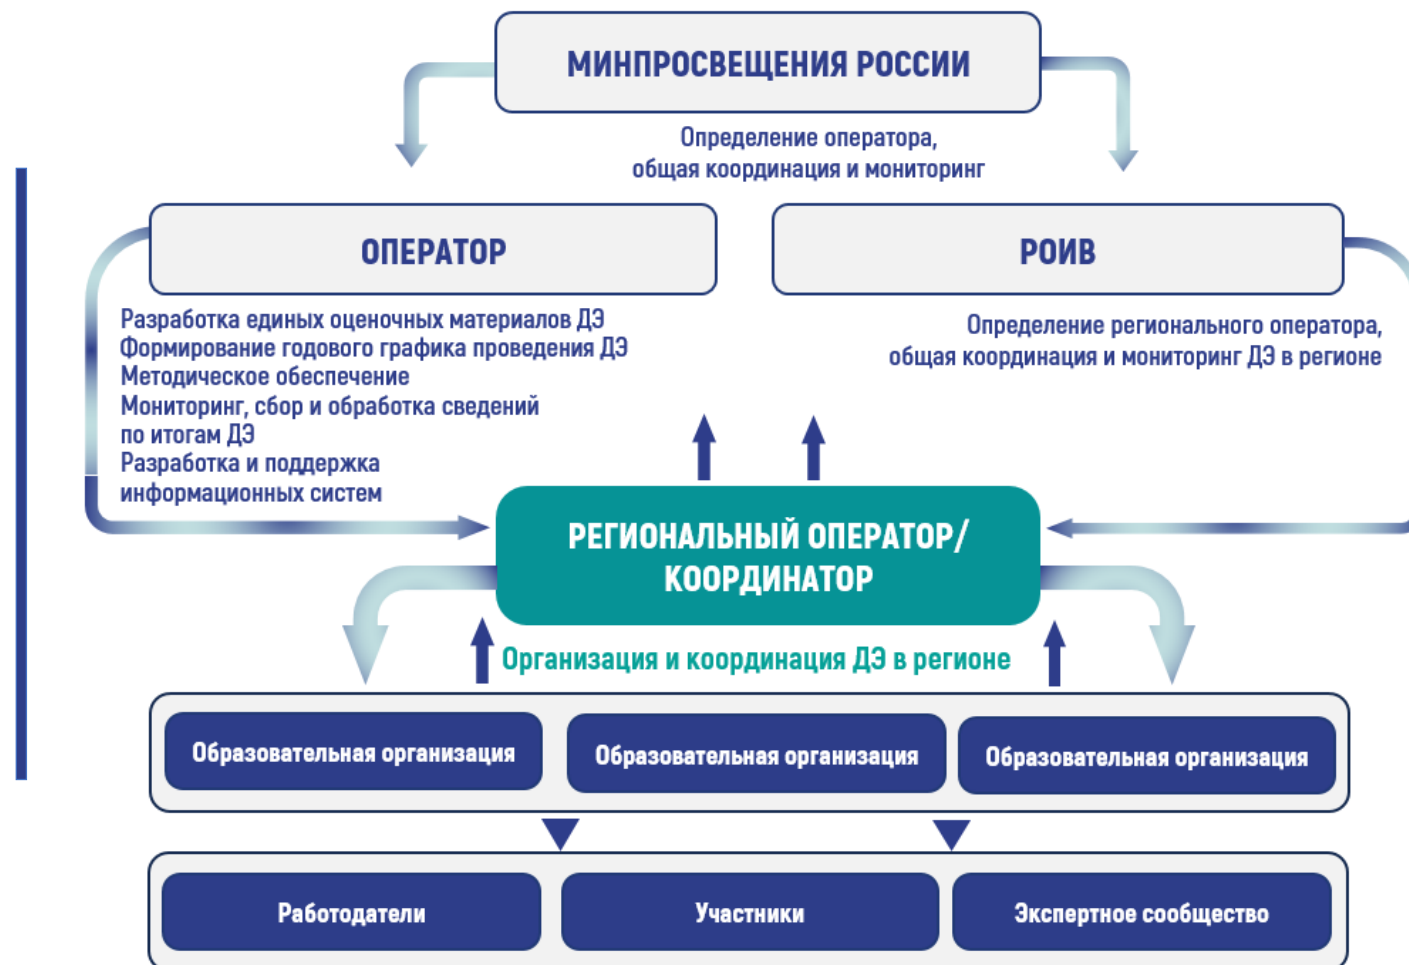 МИНПРОСВЕЩЕНИЯ РОССИИ
Определение оператора,
общая координация и мониторинг
ОПЕРАТОР
РОИВ
Разработка единых оценочных материалов ДЭ
Формирование годового графика проведения ДЭ
Методическое обеспечение
Мониторинг, сбор и обработка сведений
по итогам ДЭ
Разработка и поддержка
информационных систем
Определение регионального оператора,
общая координация и мониторинг ДЭ в регионе
РЕГИОНАЛЬНЫЙ ОПЕРАТОР/
КООРДИНАТОР
Организация и координация ДЭ в регионе
Образовательная организация
Образовательная организация
Образовательная организация
Работодатели
Участники
Экспертное сообщество